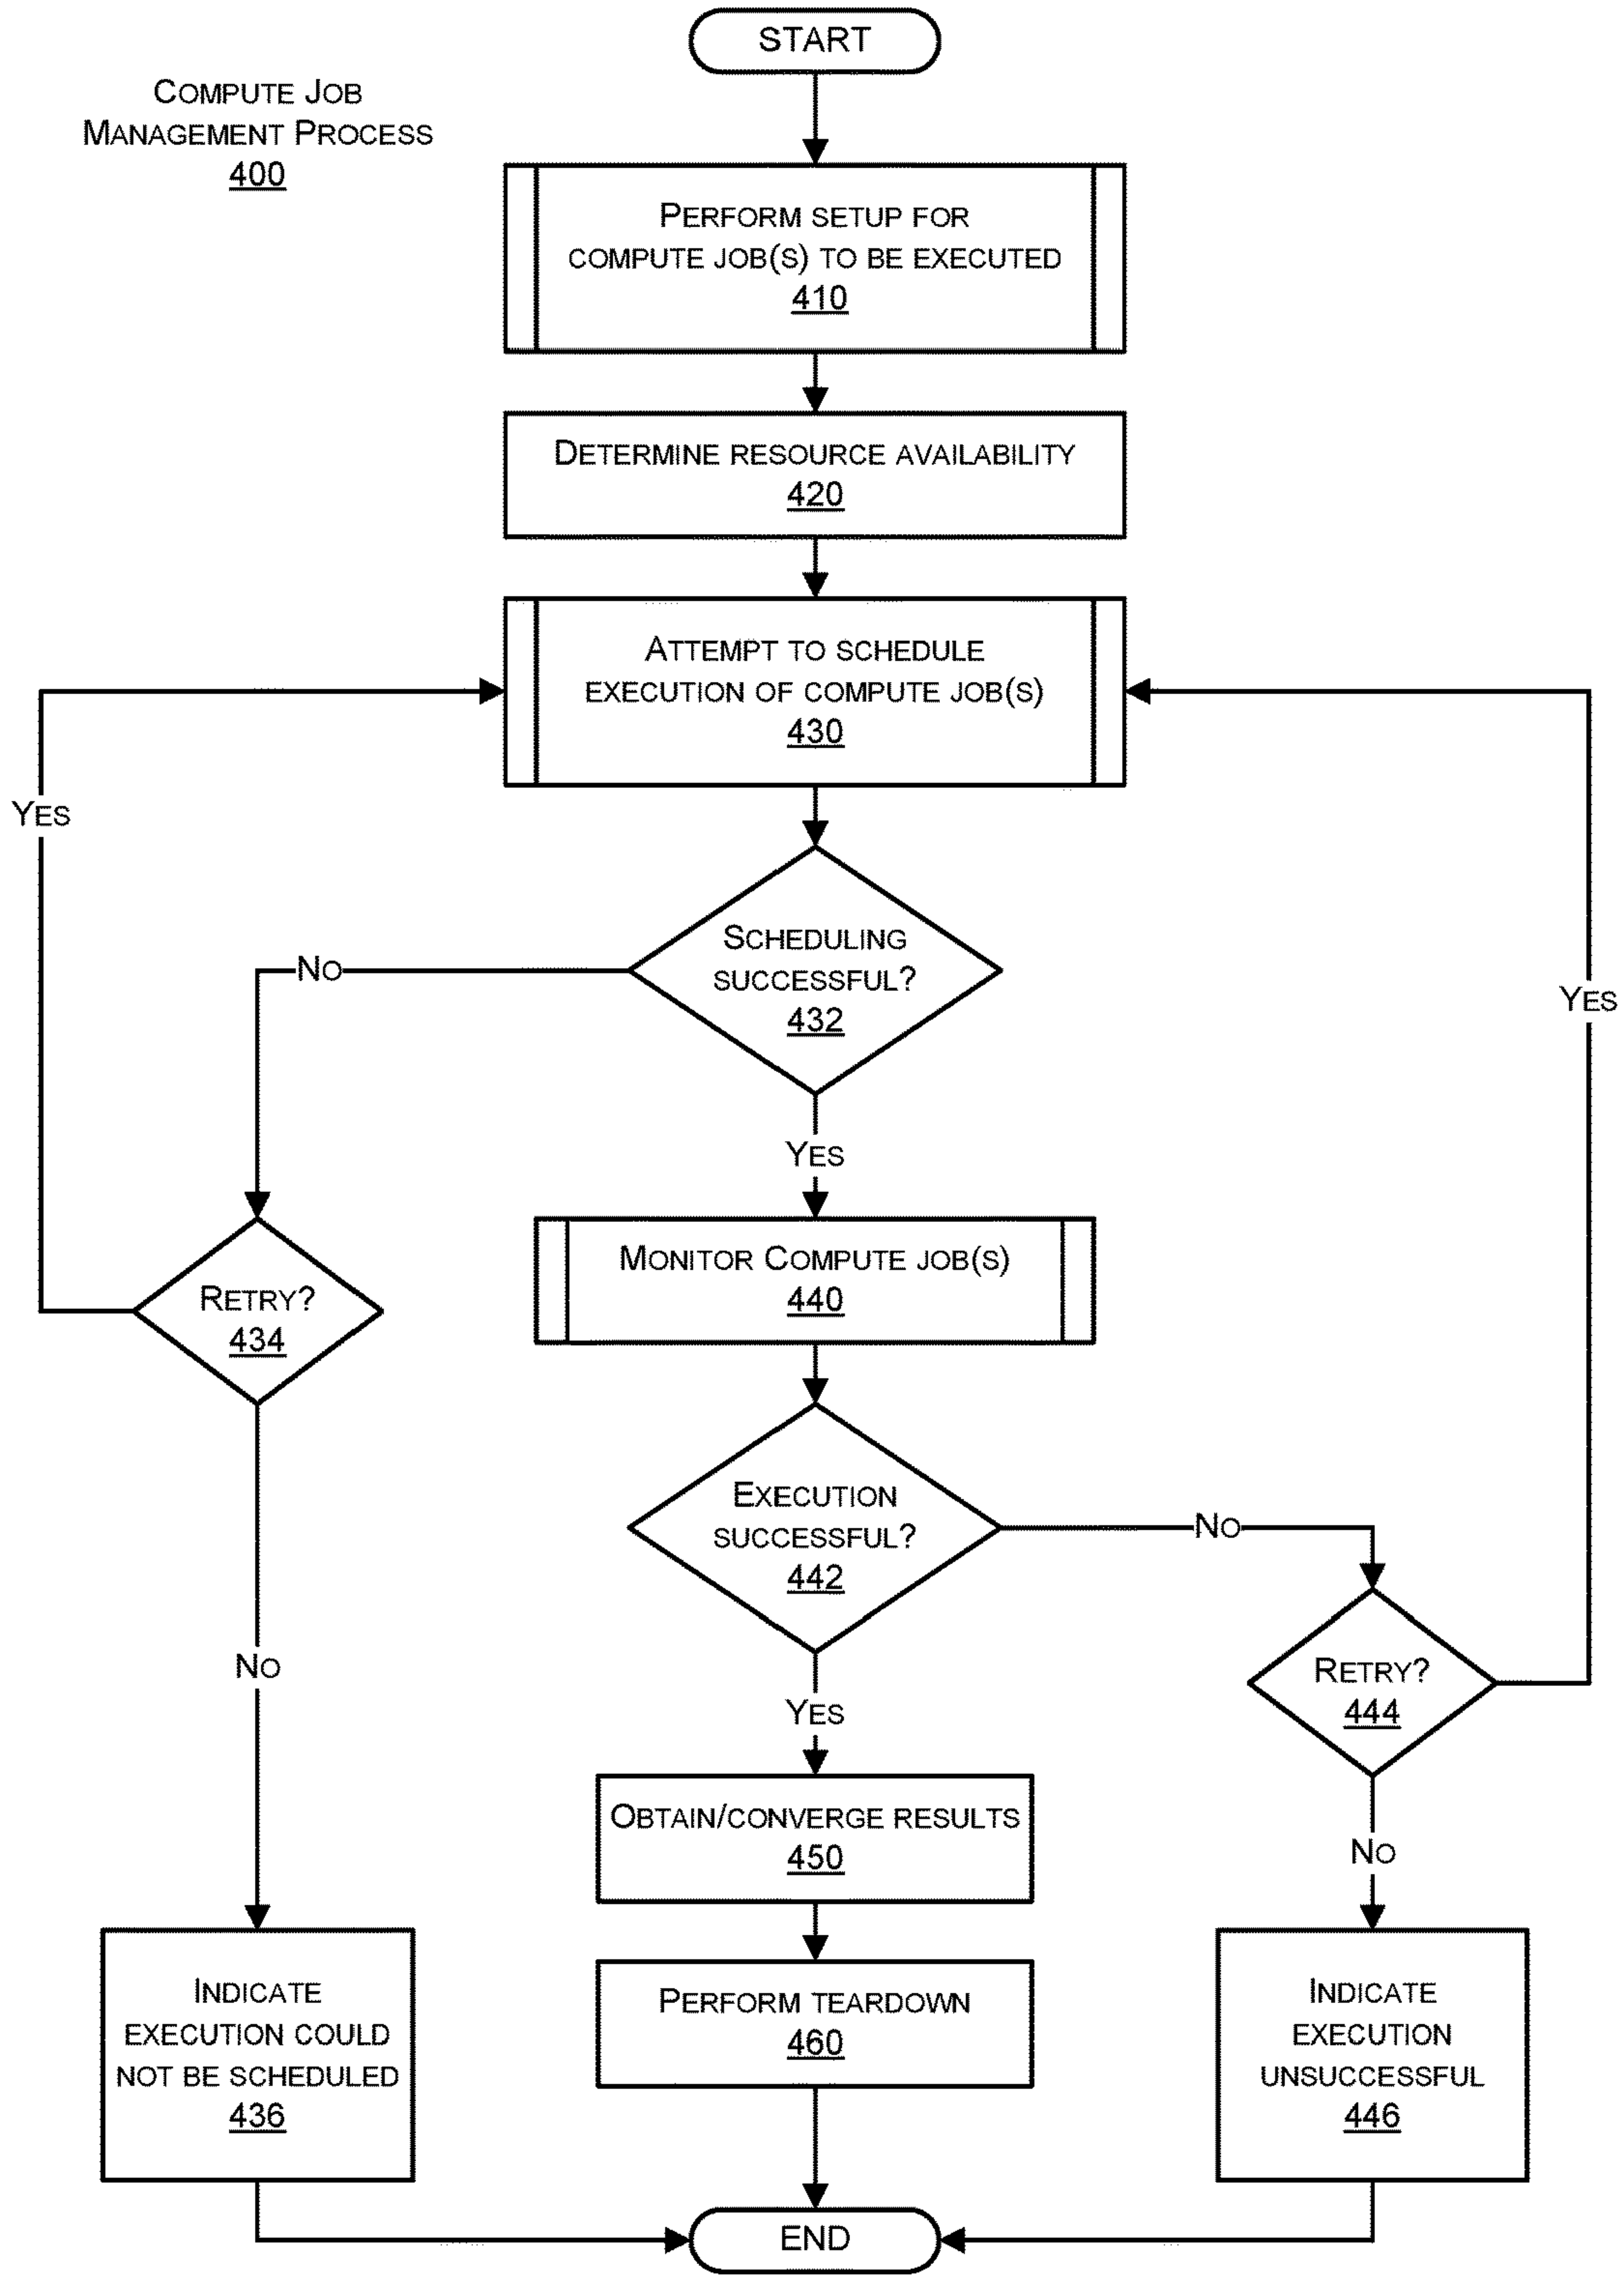 START
COMPUTE JOB
MANAGEMENT PROCESS
400
PERFORM SETUP FOR
COMPUTE JOB(S) TO BE EXECUTED
410
DETERMINE RESOURCE AVAILABILITY
420
ATTEMPT TO SCHEDULE
EXECUTION OF COMPUTE JOB(S)
430
YES
SCHEDULING
SUCCESSFUL?
432
NO
YES
YES
MONITOR COMPUTE JOB(S)
440
RETRY?
434
EXECUTION
SUCCESSFUL?
442
NO
RETRY?
444
NO
YES
OBTAIN/CONVERGE RESULTS
450
NO
INDICATE
EXECUTION COULD
NOT BE SCHEDULED
436
PERFORM TEARDOWN
460
INDICATE
EXECUTION
UNSUCCESSFUL
446
END